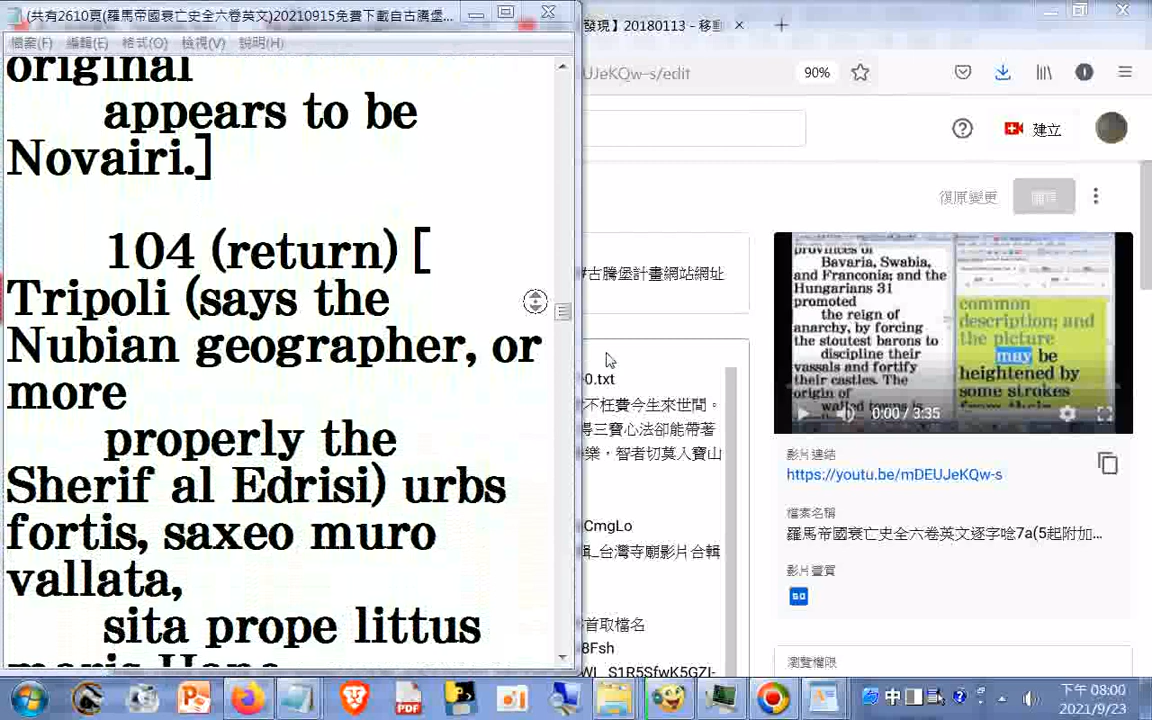 (共有2610頁(羅馬帝國衰亡史全六卷英文)20210915免費下載自古騰堡...
檔案(F) 編輯(E) 格式(O) 檢視(V) 說明(H)
original
appears to be
Novairi.]
104 (return) [
Tripoli (says the
Nubian geographer, or
more
properly the
Sherif al Edrisi) urbs
fortis, saxeo muro
vallata,
sita prope littus
maris Hanc
發現】20180113 - 移動
UJeKQw-s/edit
90%
建立
復原變更
#古騰堡計畫網站網址
0.txt
不枉費今生來世間。
得三寶心法卻能帶著
樂，智者切莫入寶山
CmgLo
輯_台灣寺廟影片合輯
首取檔名
8Fsh
WI_S1R5SfwK5GZI-
provinces of
Bavaria, Swabia,
and Franconia; and the
Hungarians 31
promoted
the reign of
anarchy, by forcing
the stoutest barons to
discipline their
vassals and fortify
their castles. The
origin of
walled towns is
common
description; and
the picture
may be
heightened by
some strokes
0:00 / 3:35
影片連結
https://youtu.be/mDEUJeKQw-s
檔案名稱
羅馬帝國衰亡史全六卷英文逐字唸7a(5起附加...
影片畫質
SD
瀏覽權限
PDF
中
下午 08:00
2021/9/23